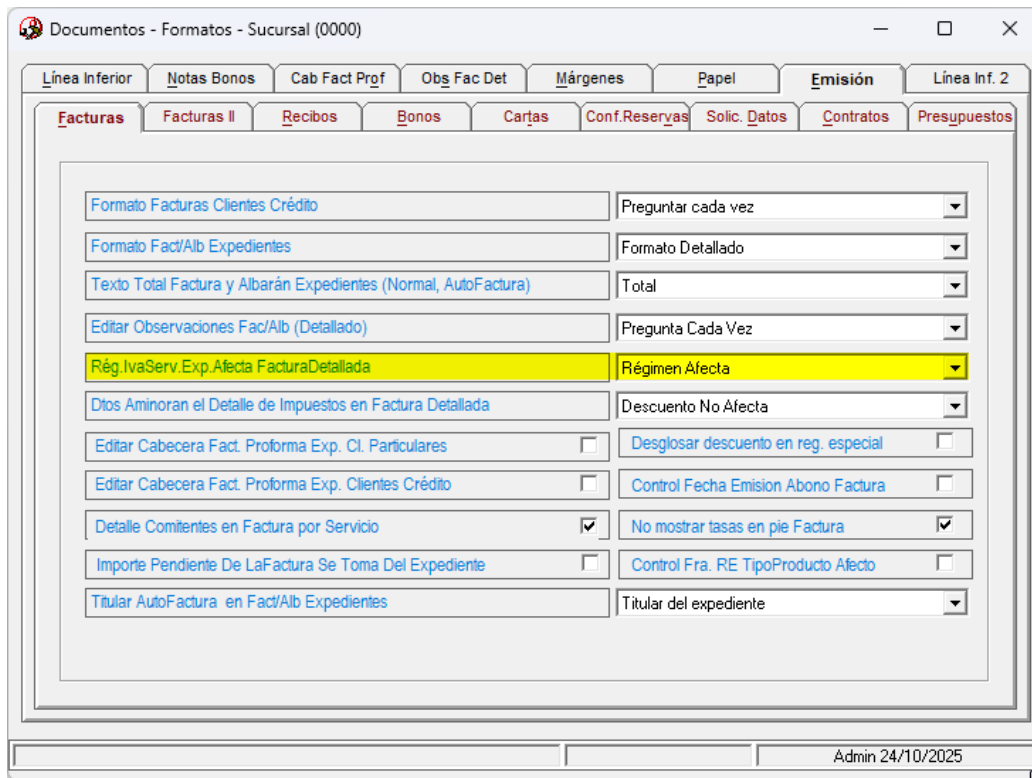 Documentos - Formatos - Sucursal (0000)
Línea Inferior Notas Bonos Cab Fact Prof Obs Fac Det Márgenes Papel Emisión Línea Inf. 2
Facturas Facturas II Recibos Bonos Cartas Conf.Reservas Solic. Datos Contratos Presupuestos
Formato Facturas Clientes Crédito Preguntar cada vez
Formato Fact/Alb Expedientes Formato Detallado
Texto Total Factura y Albarán Expedientes (Normal, AutoFactura) Total
Editar Observaciones Fac/Alb (Detallado) Pregunta Cada Vez
Rég.IvaServ.Exp.Afecta FacturaDetallada Régimen Afecta
Dtos Aminoran el Detalle de Impuestos en Factura Detallada Descuento No Afecta
Editar Cabecera Fact. Proforma Exp. Cl. Particulares Desglosar descuento en reg. especial
Editar Cabecera Fact. Proforma Exp. Clientes Crédito Control Fecha Emision Abono Factura
Detalle Comitentes en Factura por Servicio No mostrar tasas en pie Factura
Importe Pendiente De LaFactura Se Toma Del Expediente Control Fra. RE TipoProducto Afecto
Titular AutoFactura en Fact/Alb Expedientes Titular del expediente
Admin 24/10/2025